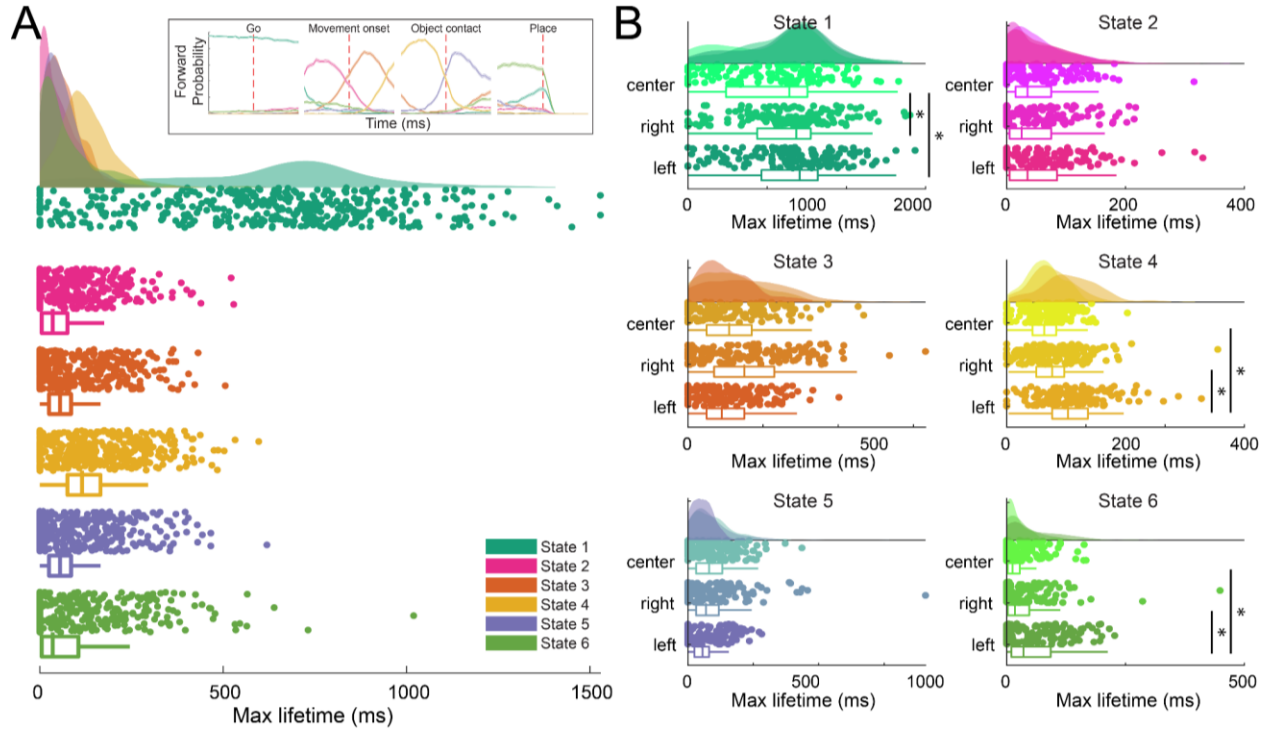 A
Go
Movement onset
Object contact
Place
Forward
Probability
Time (ms)
State 1
State 2
State 3
State 4
State 5
State 6
0
500
1000
1500
Max lifetime (ms)
B
State 1
center
right
left
*
*
0
1000
2000
Max lifetime (ms)
State 2
center
right
left
0
200
400
Max lifetime (ms)
State 3
center
right
left
0
500
Max lifetime (ms)
State 4
center
right
left
*
*
0
200
400
Max lifetime (ms)
State 5
center
right
left
0
500
1000
Max lifetime (ms)
State 6
center
right
left
*
*
0
500
Max lifetime (ms)